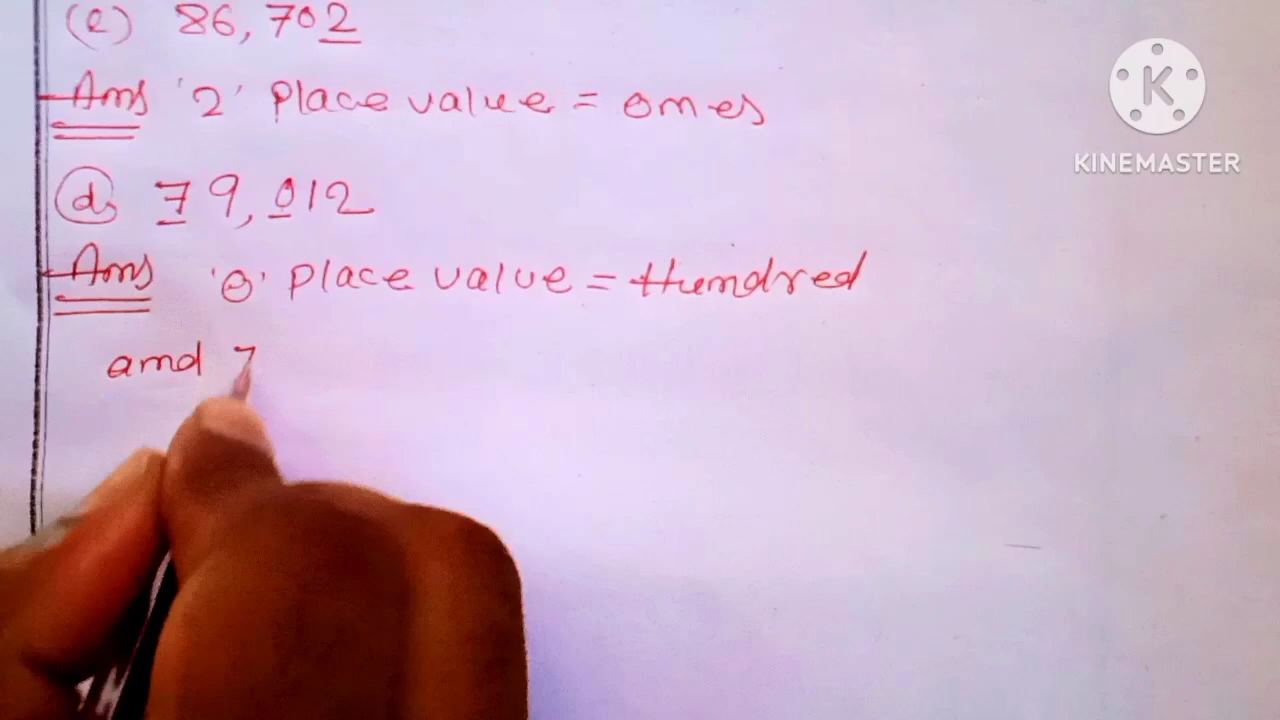 (e) 86,702
Ans '2' Place value = ones
KINEMASTER
(d) 79,012
Ans '0' Place value = Hundred
and 7